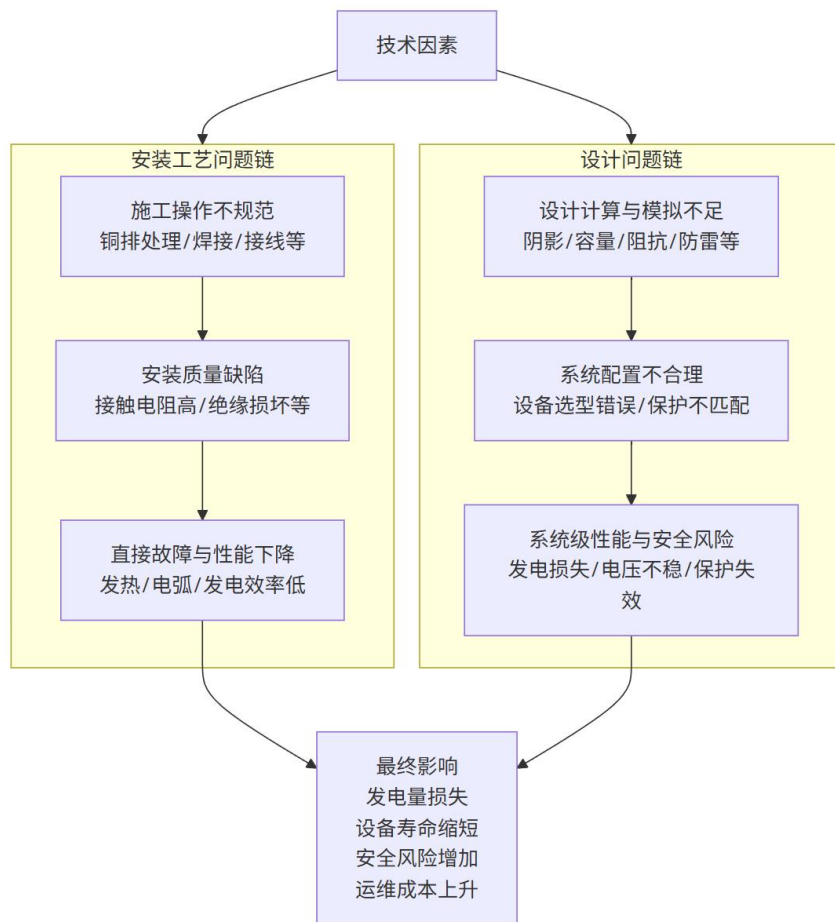 技术因素
安装工艺问题链
施工操作不规范
铜排处理/焊接/接线等
安装质量缺陷
接触电阻高/绝缘损坏等
直接故障与性能下降
发热/电弧/发电效率低
设计问题链
设计计算与模拟不足
阴影/容量/阻抗/防雷等
系统配置不合理
设备选型错误/保护不匹配
系统级性能与安全风险
发电损失/电压不稳/保护失
效
最终影响
发电量损失
设备寿命缩短
安全风险增加
运维成本上升